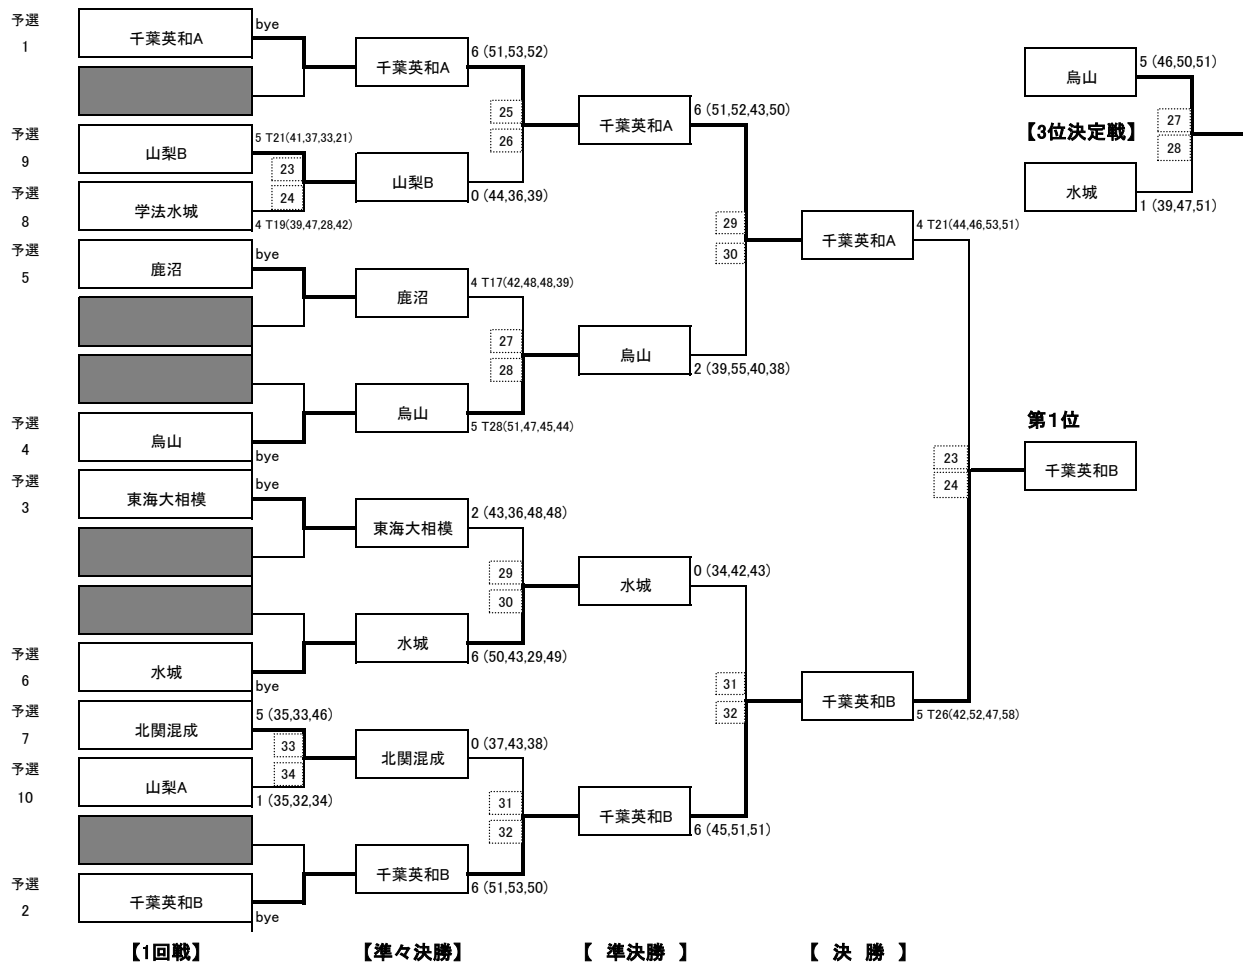 予選
1
千葉英和A
bye
千葉英和A
6 (51,53,52)
25
26
千葉英和A
6 (51,52,43,50)
烏山
5 (46,50,51)
【3位決定戦】
27
28
水城
1 (39,47,51)
予選
9
山梨B
5 T21(41,37,33,21)
23
24
山梨B
0 (44,36,39)
予選
8
学法水城
4 T19(39,47,28,42)
29
30
千葉英和A
4 T21(44,46,53,51)
予選
5
鹿沼
bye
鹿沼
4 T17(42,48,48,39)
27
28
烏山
2 (39,55,40,38)
烏山
5 T28(51,47,45,44)
予選
4
烏山
bye
第1位
23
24
千葉英和B
予選
3
東海大相模
bye
東海大相模
2 (43,36,48,48)
29
30
水城
0 (34,42,43)
水城
6 (50,43,29,49)
予選
6
水城
bye
31
32
千葉英和B
5 T26(42,52,47,58)
予選
7
北関混成
5 (35,33,46)
33
34
北関混成
0 (37,43,38)
予選
10
山梨A
1 (35,32,34)
31
32
千葉英和B
6 (45,51,51)
千葉英和B
6 (51,53,50)
予選
2
千葉英和B
bye
【1回戦】
【準々決勝】
【 準決勝 】
【 決 勝 】